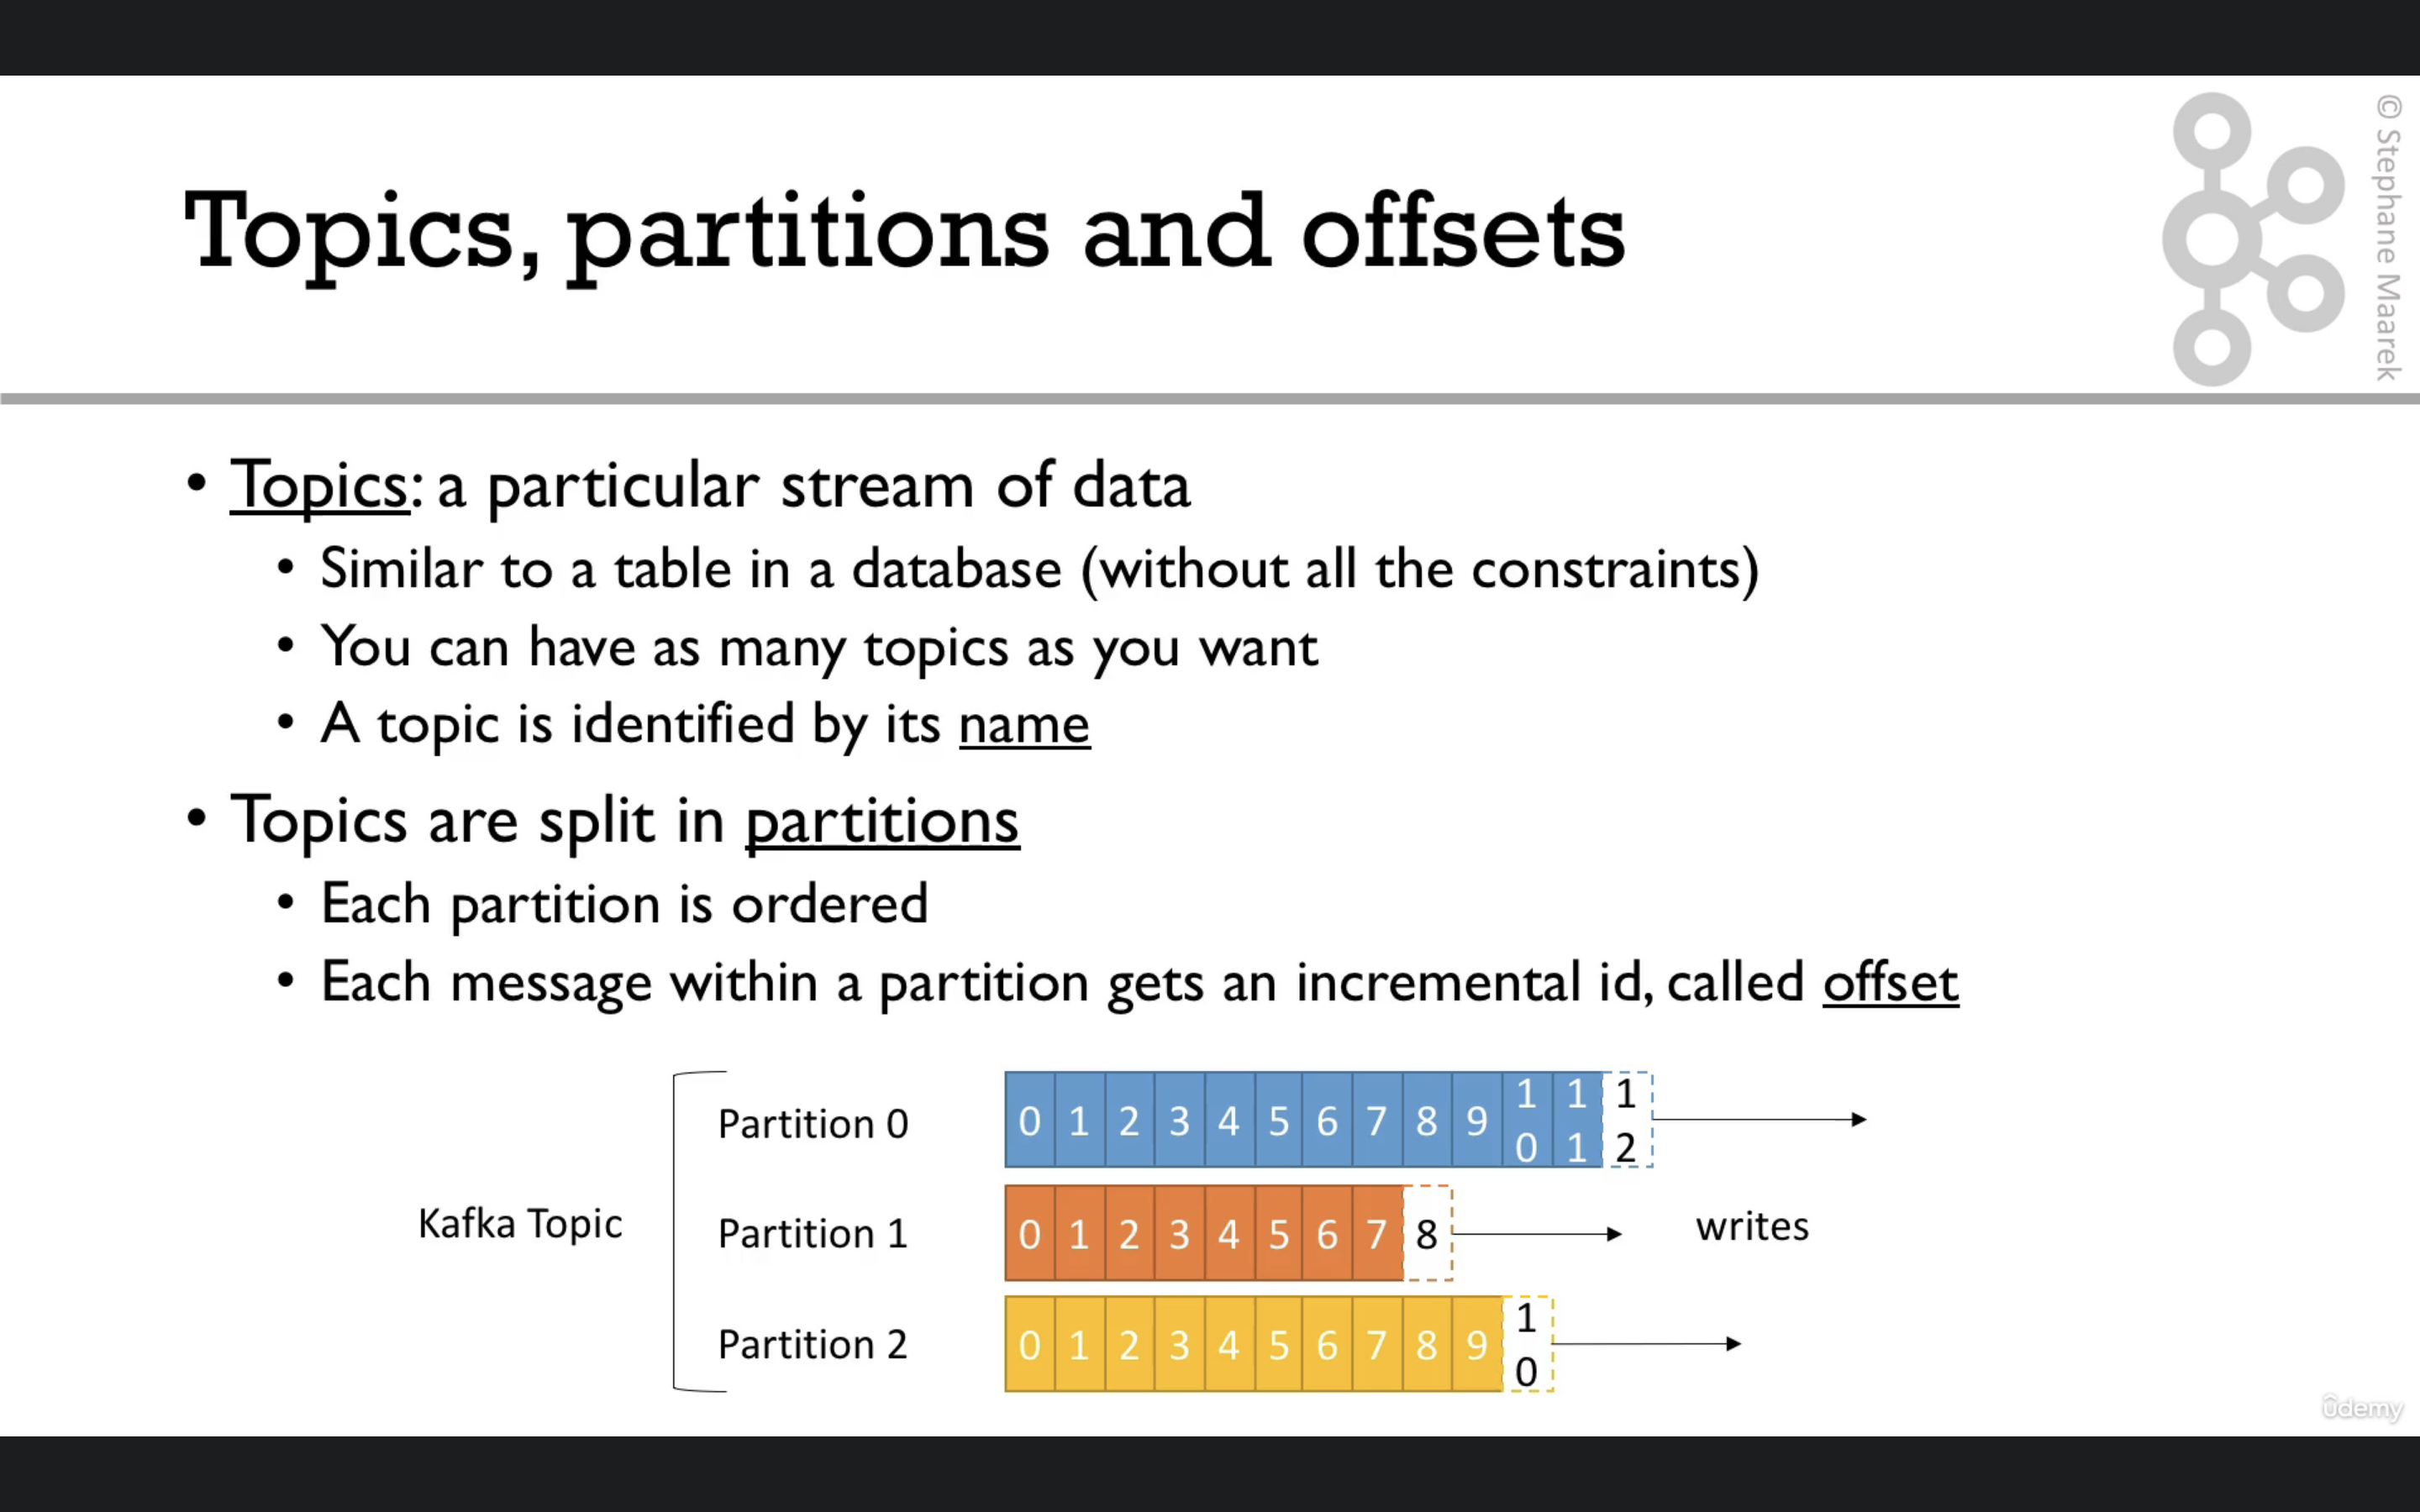 © Stephane Maarek
Topics, partitions and offsets
• Topics: a particular stream of data
• Similar to a table in a database (without all the constraints)
• You can have as many topics as you want
• A topic is identified by its name
• Topics are split in partitions
• Each partition is ordered
• Each message within a partition gets an incremental id, called offset
Kafka Topic
Partition 0
0 1 2 3 4 5 6 7 8 9 10 11 12
Partition 1
0 1 2 3 4 5 6 7 8
writes
Partition 2
0 1 2 3 4 5 6 7 8 9 10
ûdemy